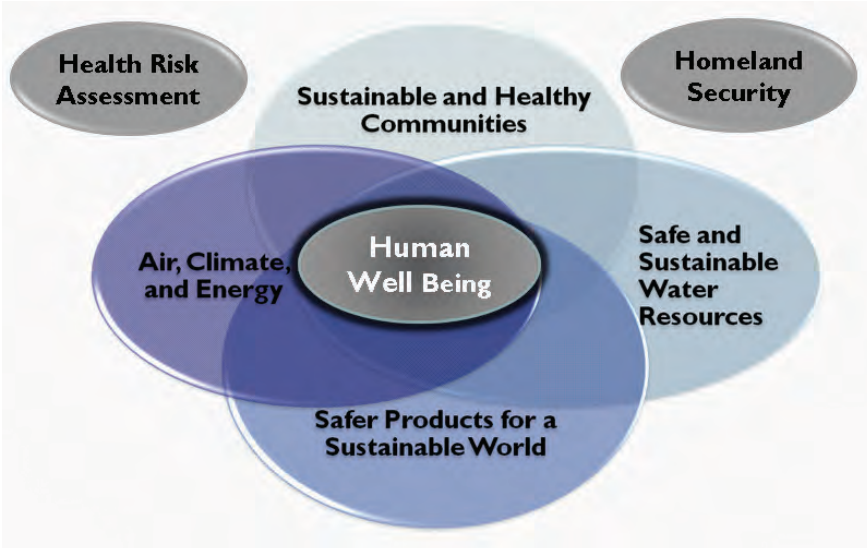 Health Risk
Assessment
Homeland
Security
Sustainable and Healthy
Communities
Air, Climate,
and Energy
Human
Well Being
Safe and
Sustainable
Water
Resources
Safer Products for a
Sustainable World